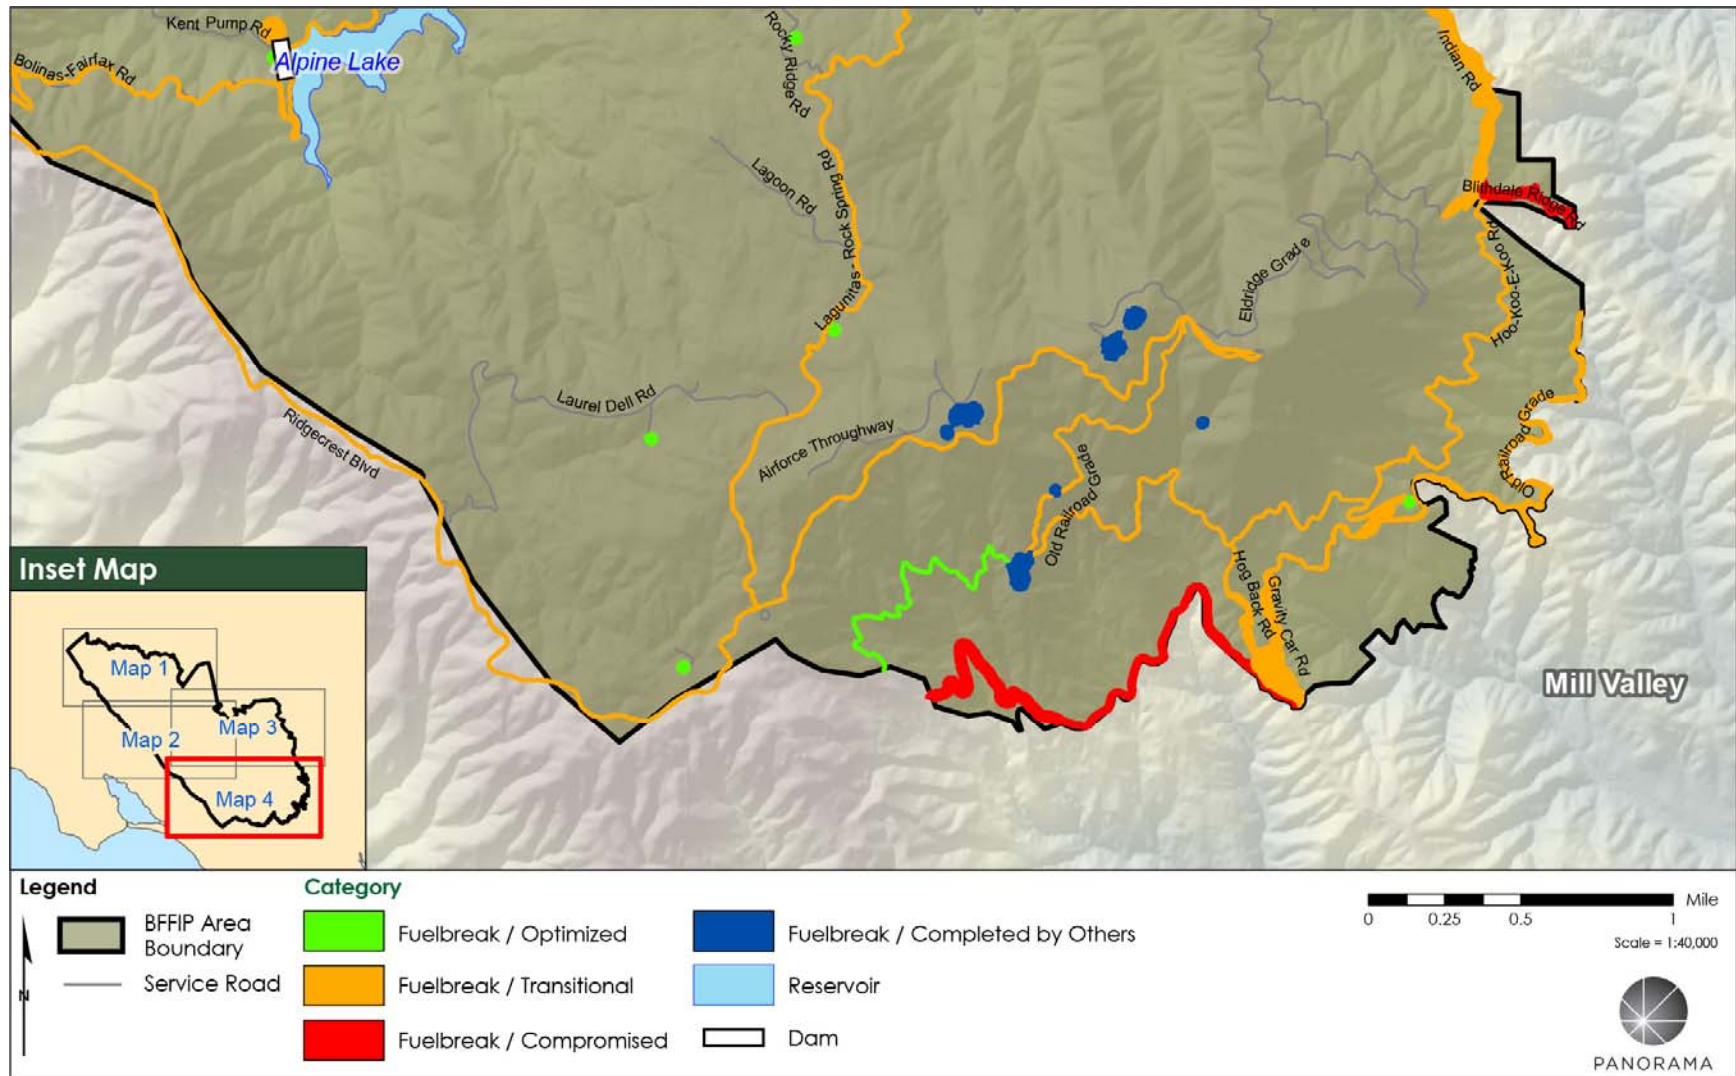 Kent Pump Rd
Alpine Lake
Bolinas-Fairfax Rd
Rocky Ridge Rd
Indian Rd
Lagoon Rd
Lagunitas - Rock Spring Rd
Blithdale Ridge Rd
Hoo-Koo-E-Koo Rd
Eldridge Grade
Laurel Dell Rd
Ridgecrest Blvd
Airforce Throughway
Old Railroad Grade
Old Railroad Grade
Hog Back Rd
Gravity Car Rd
Mill Valley
Inset Map
Map 1
Map 2
Map 3
Map 4
Legend
BFFIP Area
Boundary
Service Road
N
Category
Fuelbreak / Optimized
Fuelbreak / Transitional
Fuelbreak / Compromised
Fuelbreak / Completed by Others
Reservoir
Dam
Mile
0 0.25 0.5 1
Scale = 1:40,000
PANORAMA